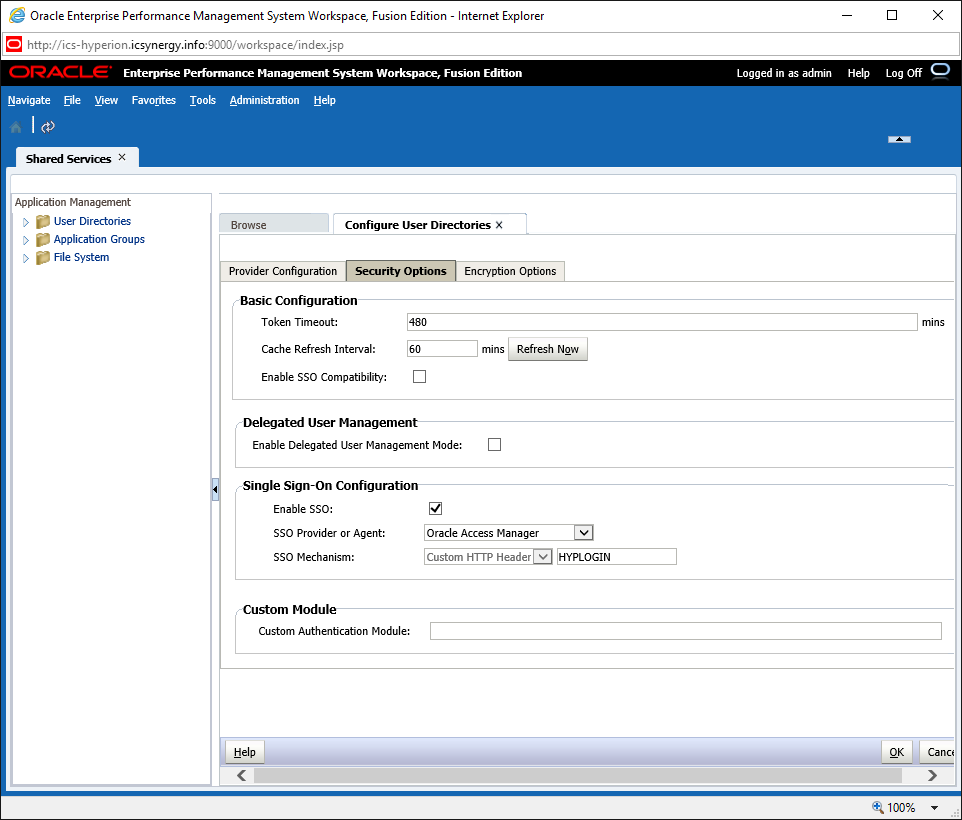 Oracle Enterprise Performance Management System Workspace, Fusion Edition - Internet Explorer
http://ics-hyperion.icsynergy.info:9000/workspace/index.jsp
ORACLE Enterprise Performance Management System Workspace, Fusion Edition Logged in as admin Help Log Off
Navigate File View Favorites Tools Administration Help
Shared Services
Application Management
User Directories
Application Groups
File System
Browse Configure User Directories
Provider Configuration Security Options Encryption Options
Basic Configuration
Token Timeout: 480 mins
Cache Refresh Interval: 60 mins Refresh Now
Enable SSO Compatibility:
Delegated User Management
Enable Delegated User Management Mode:
Single Sign-On Configuration
Enable SSO:
SSO Provider or Agent: Oracle Access Manager
SSO Mechanism: Custom HTTP Header HYPLOGIN
Custom Module
Custom Authentication Module:
Help OK Cance
100%